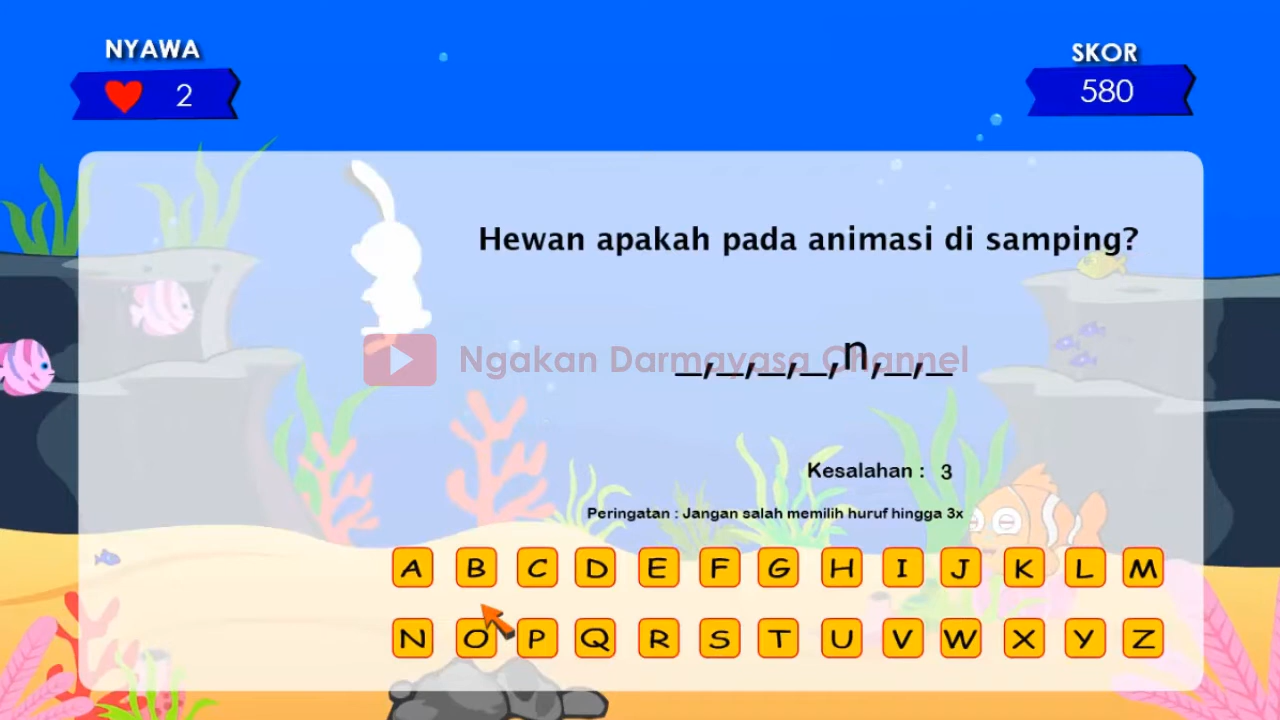 NYAWA
2
SKOR
580
Hewan apakah pada animasi di samping?
_,_,_,_,n,_,_
Ngakan Darmayasa Channel
Kesalahan : 3
Peringatan : Jangan salah memilih huruf hingga 3x
A B C D E F G H I J K L M
N O P Q R S T U V W X Y Z